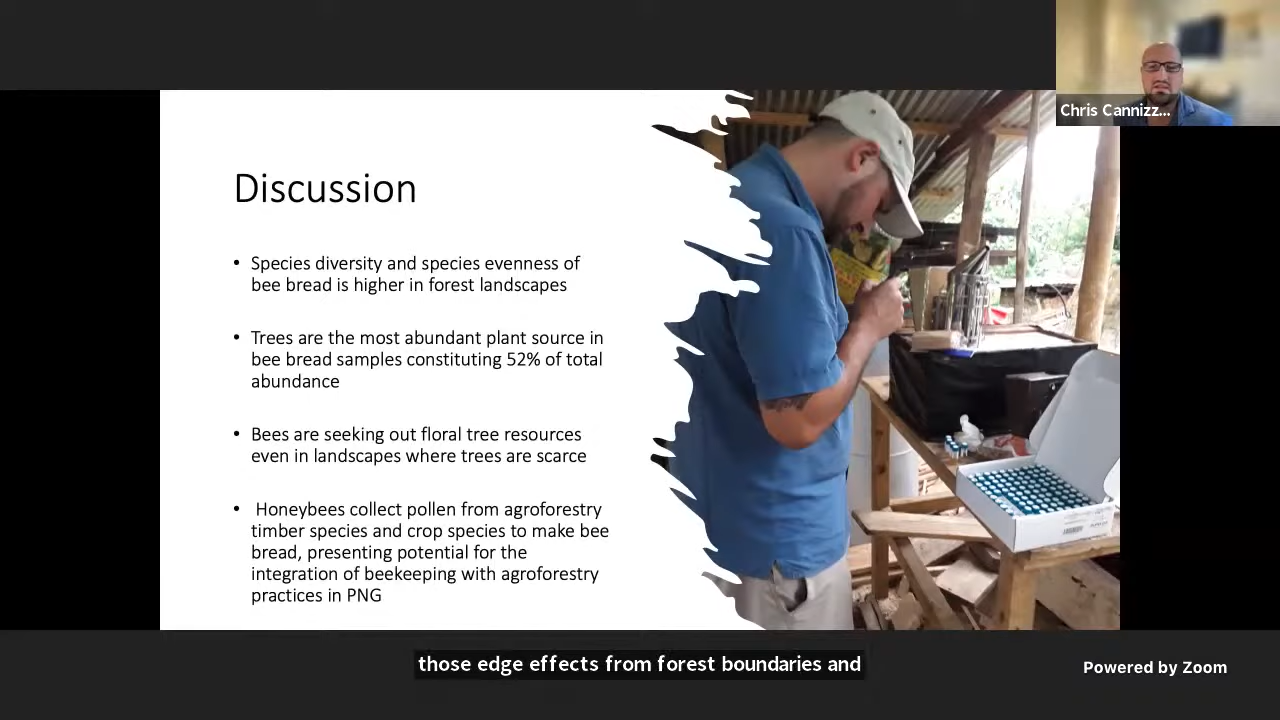 Chris Cannizz...
Discussion
• Species diversity and species evenness of
bee bread is higher in forest landscapes
• Trees are the most abundant plant source in
bee bread samples constituting 52% of total
abundance
• Bees are seeking out floral tree resources
even in landscapes where trees are scarce
• Honeybees collect pollen from agroforestry
timber species and crop species to make bee
bread, presenting potential for the
integration of beekeeping with agroforestry
practices in PNG
those edge effects from forest boundaries and
Powered by Zoom